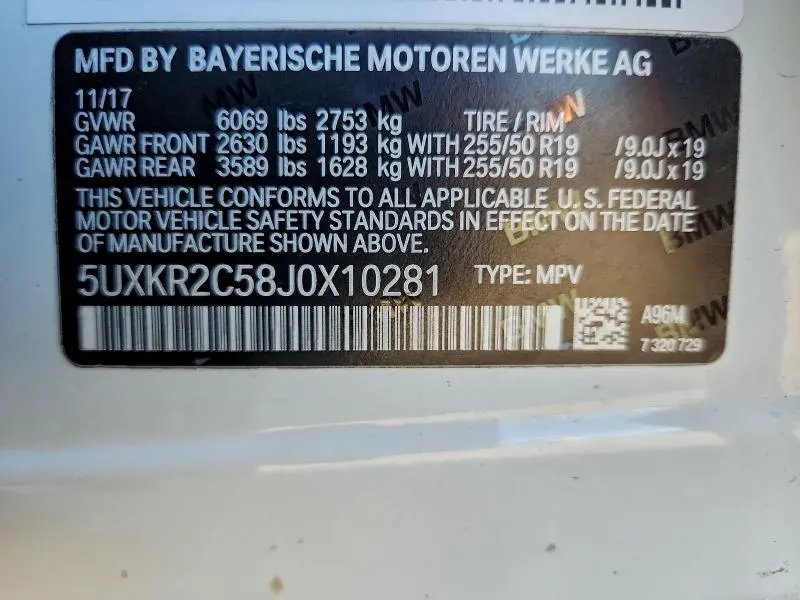 MFD BY BAYERISCHE MOTOREN WERKE AG
11/17
GVWR 6069 lbs 2753 kg TIRE / RIM
GAWR FRONT 2630 lbs 1193 kg WITH 255/50 R19 /9.0J x 19
GAWR REAR 3589 lbs 1628 kg WITH 255/50 R19 /9.0J x 19
THIS VEHICLE CONFORMS TO ALL APPLICABLE U. S. FEDERAL
MOTOR VEHICLE SAFETY STANDARDS IN EFFECT ON THE DATE
OF MANUFACTURE SHOWN ABOVE.
5UXKR2C58J0X10281 TYPE: MPV
A96M
7 320 729